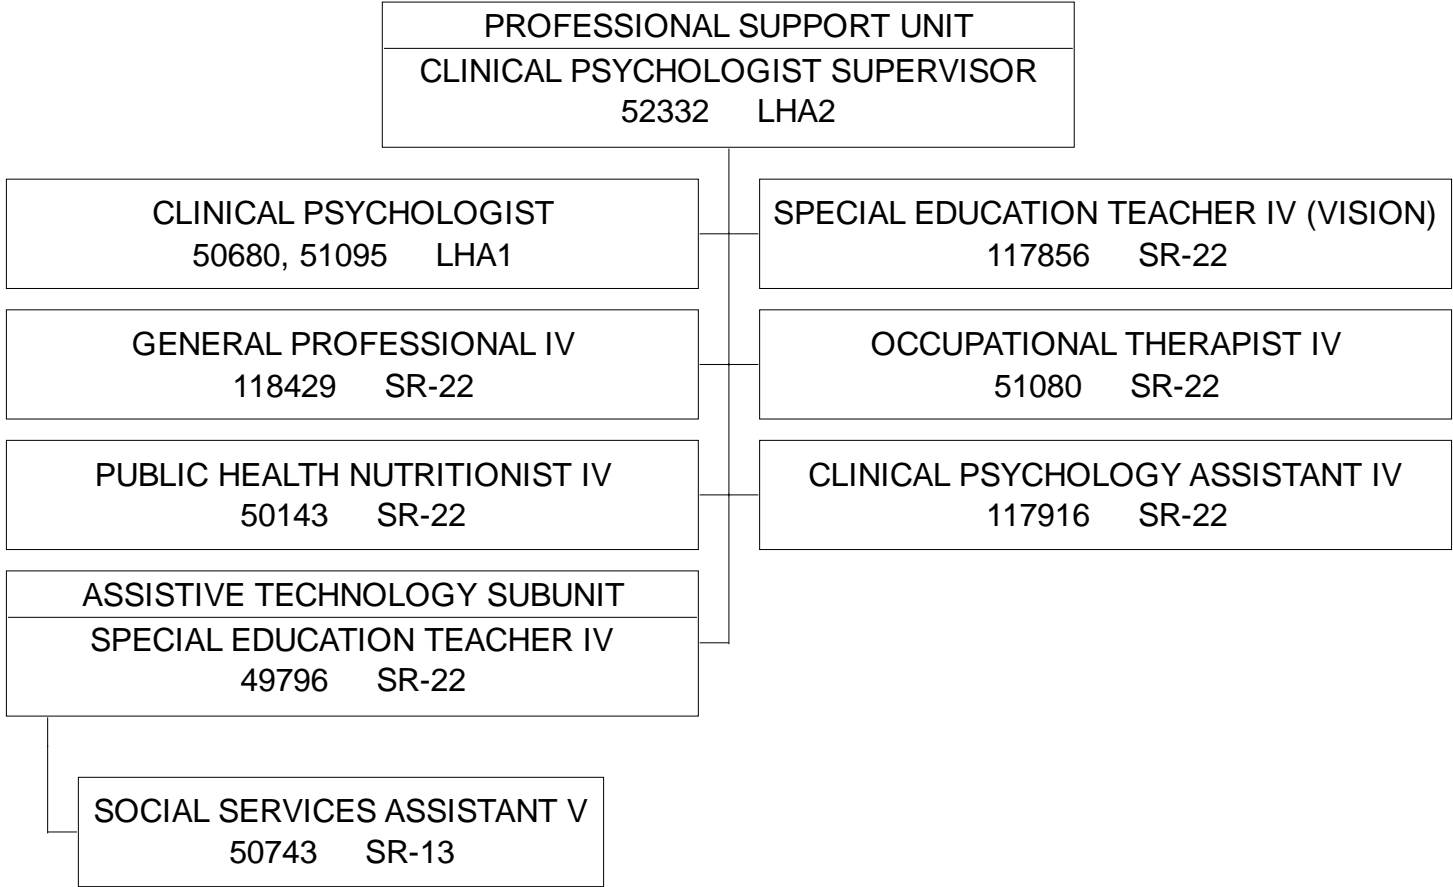 PROFESSIONAL SUPPORT UNIT
CLINICAL PSYCHOLOGIST SUPERVISOR
52332 LHA2
CLINICAL PSYCHOLOGIST
50680, 51095 LHA1
SPECIAL EDUCATION TEACHER IV (VISION)
117856 SR-22
GENERAL PROFESSIONAL IV
118429 SR-22
OCCUPATIONAL THERAPIST IV
51080 SR-22
PUBLIC HEALTH NUTRITIONIST IV
50143 SR-22
CLINICAL PSYCHOLOGY ASSISTANT IV
117916 SR-22
ASSISTIVE TECHNOLOGY SUBUNIT
SPECIAL EDUCATION TEACHER IV
49796 SR-22
SOCIAL SERVICES ASSISTANT V
50743 SR-13